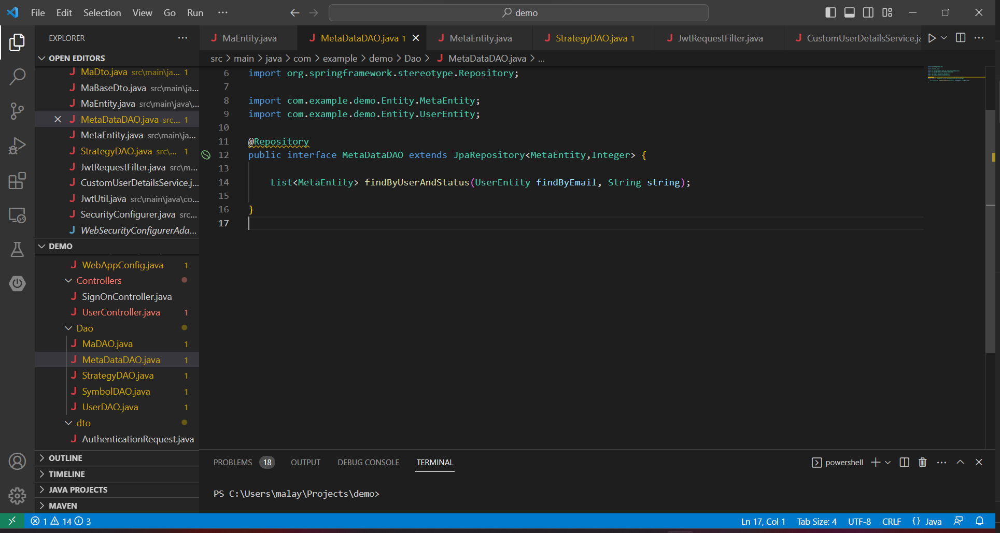 File Edit Selection View Go Run ··· demo
EXPLORER ···
MaEntity.java MetaDataDAO.java 1 MetaEntity.java StrategyDAO.java 1 JwtRequestFilter.java CustomUserDetailsService.ja ···
OPEN EDITORS
src > main > java > com > example > demo > Dao > J MetaDataDAO.java > ...
J MaDto.java src\main\ja... 1
J MaBaseDto.java src\main\ja...
J MaEntity.java src\main\java\...
J MetaDataDAO.java src... 1
J MetaEntity.java src\main\ja...
J StrategyDAO.java src\... 1
J JwtRequestFilter.java src\m...
J CustomUserDetailsService.j...
J JwtUtil.java src\main\java\co...
J SecurityConfigurer.java src...
J WebSecurityConfigurerAda...
DEMO
J WebAppConfig.java 1
Controllers
J SignOnController.java
J UserController.java 1
Dao
J MaDAO.java 1
J MetaDataDAO.java 1
J StrategyDAO.java 1
J SymbolDAO.java 1
J UserDAO.java 1
dto
J AuthenticationRequest.java
OUTLINE
TIMELINE
JAVA PROJECTS
MAVEN
6 import org.springframework.stereotype.Repository;
7
8 import com.example.demo.Entity.MetaEntity;
9 import com.example.demo.Entity.UserEntity;
10
11 @Repository
12 public interface MetaDataDAO extends JpaRepository<MetaEntity,Integer> {
13
14 List<MetaEntity> findByUserAndStatus(UserEntity findByEmail, String string);
15
16 }
17
PROBLEMS 18 OUTPUT DEBUG CONSOLE TERMINAL powershell ···
PS C:\Users\malay\Projects\demo>
1 14 3 Ln 17, Col 1 Tab Size: 4 UTF-8 CRLF {} Java